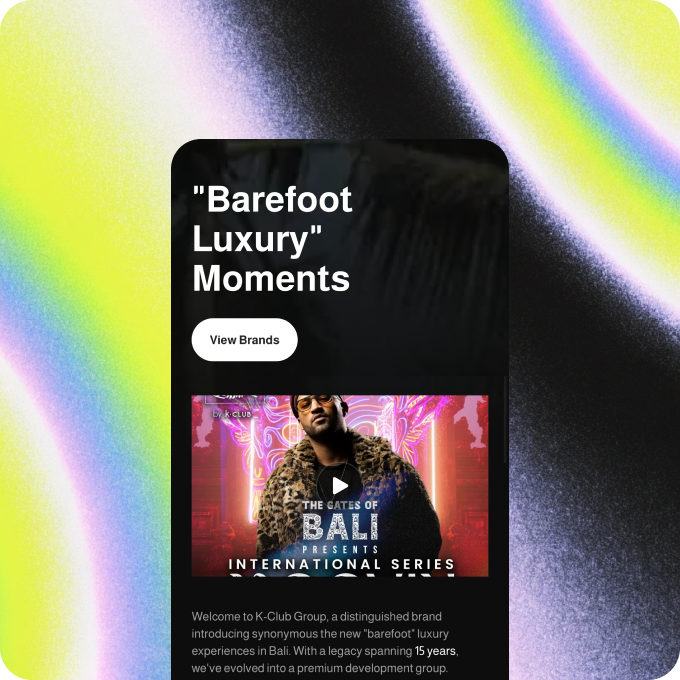 "Barefoot
Luxury"
Moments
View Brands
by K·CLUB
THE GATES OF
BALI
PRESENTS
INTERNATIONAL SERIES
Welcome to K-Club Group, a distinguished brand
introducing synonymous the new "barefoot" luxury
experiences in Bali. With a legacy spanning 15 years,
we've evolved into a premium development group.